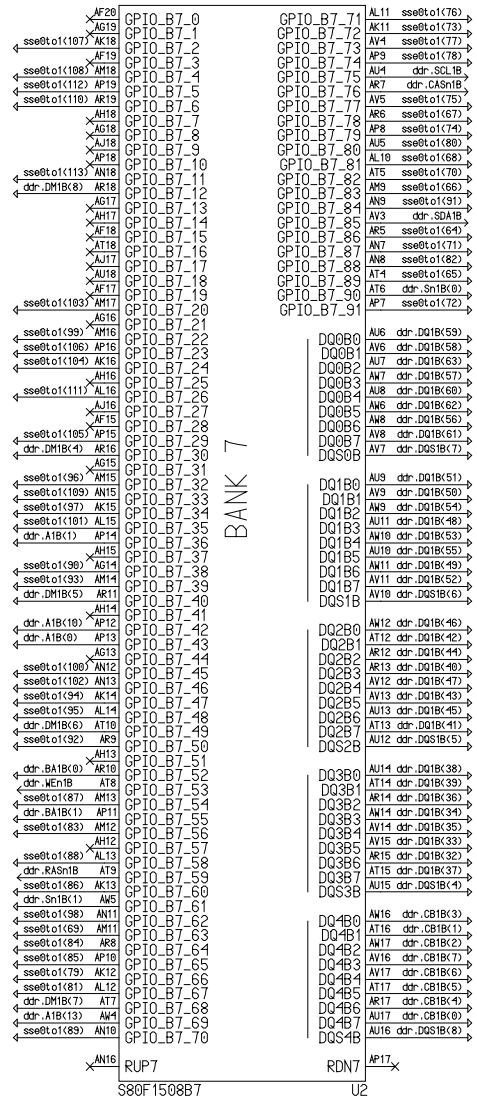 AF20 GPIO_B7_0
AG19 GPIO_B7_1
sse0to1(107) AK18 GPIO_B7_2
AF19 GPIO_B7_3
sse0to1(108) AM18 GPIO_B7_4
sse0to1(112) AP19 GPIO_B7_5
sse0to1(110) AR19 GPIO_B7_6
AH18 GPIO_B7_7
AG18 GPIO_B7_8
AJ18 GPIO_B7_9
AP18 GPIO_B7_10
sse0to1(113) AN18 GPIO_B7_11
ddr.DM1B(8) AR18 GPIO_B7_12
AG17 GPIO_B7_13
AH17 GPIO_B7_14
AF18 GPIO_B7_15
AT18 GPIO_B7_16
AJ17 GPIO_B7_17
AU18 GPIO_B7_18
AF17 GPIO_B7_19
sse0to1(103) AM17 GPIO_B7_20
AG16 GPIO_B7_21
sse0to1(99) AM16 GPIO_B7_22
sse0to1(106) AP16 GPIO_B7_23
sse0to1(104) AK16 GPIO_B7_24
AH16 GPIO_B7_25
sse0to1(111) AL16 GPIO_B7_26
AJ16 GPIO_B7_27
AF15 GPIO_B7_28
sse0to1(105) AP15 GPIO_B7_29
ddr.DM1B(4) AR16 GPIO_B7_30
AG15 GPIO_B7_31
sse0to1(96) AM15 GPIO_B7_32
sse0to1(109) AN15 GPIO_B7_33
sse0to1(97) AK15 GPIO_B7_34
sse0to1(101) AL15 GPIO_B7_35
ddr.A1B(1) AP14 GPIO_B7_36
AH15 GPIO_B7_37
sse0to1(90) AG14 GPIO_B7_38
sse0to1(93) AM14 GPIO_B7_39
ddr.DM1B(5) AR11 GPIO_B7_40
AH14 GPIO_B7_41
ddr.A1B(10) AP12 GPIO_B7_42
ddr.A1B(0) AP13 GPIO_B7_43
AG13 GPIO_B7_44
sse0to1(100) AN12 GPIO_B7_45
sse0to1(102) AN13 GPIO_B7_46
sse0to1(94) AK14 GPIO_B7_47
sse0to1(95) AL14 GPIO_B7_48
ddr.DM1B(6) AT10 GPIO_B7_49
sse0to1(92) AR9 GPIO_B7_50
AH13 GPIO_B7_51
ddr.BA1B(0) AR10 GPIO_B7_52
ddr.WEn1B AT8 GPIO_B7_53
sse0to1(87) AM13 GPIO_B7_54
ddr.BA1B(1) AP11 GPIO_B7_55
sse0to1(83) AM12 GPIO_B7_56
AH12 GPIO_B7_57
sse0to1(88) AL13 GPIO_B7_58
ddr.RASn1B AT9 GPIO_B7_59
sse0to1(86) AK13 GPIO_B7_60
ddr.Sn1B(1) AW5 GPIO_B7_61
sse0to1(98) AN11 GPIO_B7_62
sse0to1(69) AM11 GPIO_B7_63
sse0to1(84) AR8 GPIO_B7_64
sse0to1(85) AP10 GPIO_B7_65
sse0to1(79) AK12 GPIO_B7_66
sse0to1(81) AL12 GPIO_B7_67
ddr.DM1B(7) AT7 GPIO_B7_68
ddr.A1B(13) AW4 GPIO_B7_69
sse0to1(89) AN10 GPIO_B7_70
AN16 RUP7
BANK 7
GPIO_B7_71 AL11 sse0to1(76)
GPIO_B7_72 AK11 sse0to1(73)
GPIO_B7_73 AV4 sse0to1(77)
GPIO_B7_74 AP9 sse0to1(78)
GPIO_B7_75 AU4 ddr.SCL1B
GPIO_B7_76 AR7 ddr.CASn1B
GPIO_B7_78 AV5 sse0to1(75)
GPIO_B7_79 AR6 sse0to1(67)
GPIO_B7_80 AP8 sse0to1(74)
GPIO_B7_81 AU5 sse0to1(80)
GPIO_B7_82 AL10 sse0to1(68)
GPIO_B7_83 AT5 sse0to1(70)
GPIO_B7_84 AM9 sse0to1(66)
GPIO_B7_85 AN9 sse0to1(91)
GPIO_B7_86 AV3 ddr.SDA1B
GPIO_B7_87 AR5 sse0to1(64)
GPIO_B7_88 AN7 sse0to1(71)
GPIO_B7_89 AN8 sse0to1(82)
GPIO_B7_90 AT4 sse0to1(65)
GPIO_B7_91 AT6 ddr.Sn1B(0)
AP7 sse0to1(72)
DQ0B0 AU6 ddr.DQ1B(59)
DQ0B1 AV6 ddr.DQ1B(58)
DQ0B2 AU7 ddr.DQ1B(63)
DQ0B3 AW7 ddr.DQ1B(57)
DQ0B4 AU8 ddr.DQ1B(60)
DQ0B5 AW6 ddr.DQ1B(62)
DQ0B6 AW8 ddr.DQ1B(56)
DQ0B7 AV8 ddr.DQ1B(61)
DQS0B AV7 ddr.DQS1B(7)
DQ1B0 AU9 ddr.DQ1B(51)
DQ1B1 AV9 ddr.DQ1B(50)
DQ1B2 AW9 ddr.DQ1B(54)
DQ1B3 AU11 ddr.DQ1B(48)
DQ1B4 AW10 ddr.DQ1B(53)
DQ1B5 AU10 ddr.DQ1B(55)
DQ1B6 AW11 ddr.DQ1B(49)
DQ1B7 AV11 ddr.DQ1B(52)
DQS1B AV10 ddr.DQS1B(6)
DQ2B0 AW12 ddr.DQ1B(46)
DQ2B1 AT12 ddr.DQ1B(42)
DQ2B2 AR12 ddr.DQ1B(44)
DQ2B3 AR13 ddr.DQ1B(40)
DQ2B4 AV12 ddr.DQ1B(47)
DQ2B5 AV13 ddr.DQ1B(43)
DQ2B6 AU13 ddr.DQ1B(45)
DQ2B7 AT13 ddr.DQ1B(41)
DQS2B AU12 ddr.DQS1B(5)
DQ3B0 AU14 ddr.DQ1B(38)
DQ3B1 AT14 ddr.DQ1B(39)
DQ3B2 AR14 ddr.DQ1B(36)
DQ3B3 AW14 ddr.DQ1B(34)
DQ3B4 AV14 ddr.DQ1B(35)
DQ3B5 AV15 ddr.DQ1B(33)
DQ3B6 AR15 ddr.DQ1B(32)
DQ3B7 AT15 ddr.DQ1B(37)
DQS3B AU15 ddr.DQS1B(4)
DQ4B0 AW16 ddr.CB1B(3)
DQ4B1 AT16 ddr.CB1B(1)
DQ4B2 AW17 ddr.CB1B(2)
DQ4B3 AV16 ddr.CB1B(7)
DQ4B4 AV17 ddr.CB1B(6)
DQ4B5 AT17 ddr.CB1B(5)
DQ4B6 AR17 ddr.CB1B(4)
DQ4B7 AU17 ddr.CB1B(0)
DQS4B AU16 ddr.DQS1B(8)
RDN7 AP17
S80F1508B7 U2